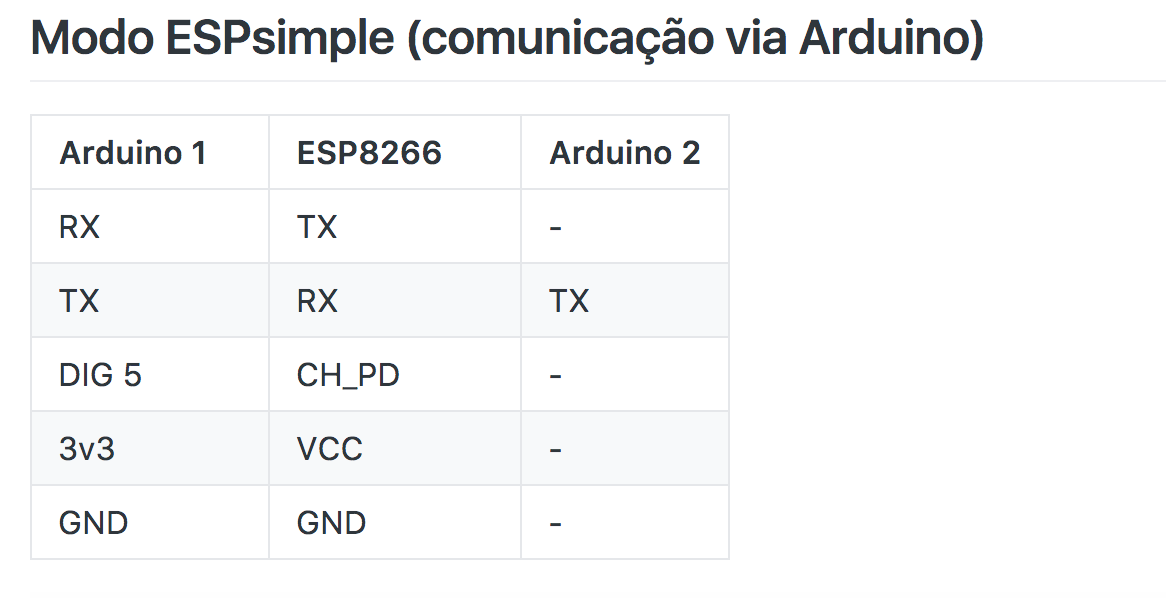 Modo ESPsimple (comunicação via Arduino)
Arduino 1 ESP8266 Arduino 2
RX TX -
TX RX TX
DIG 5 CH_PD -
3v3 VCC -
GND GND -